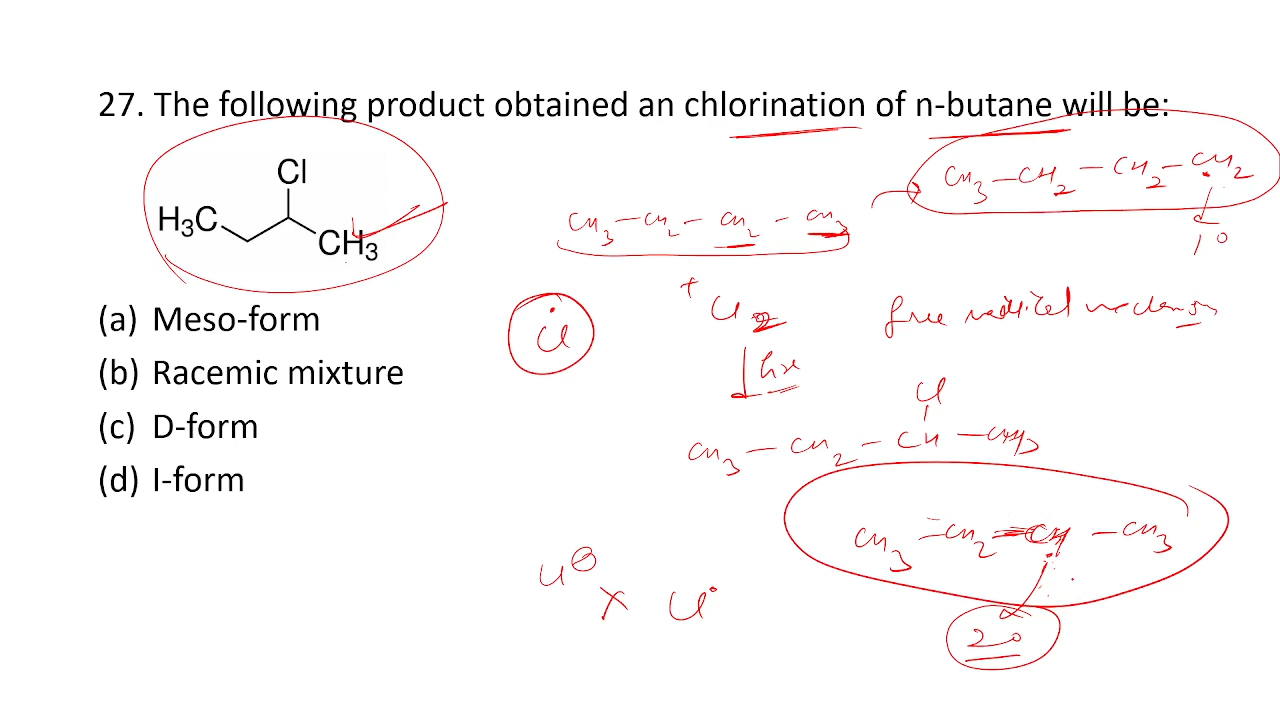 27. The following product obtained an chlorination of n-butane will be:
Cl
H₃C
CH₃
CH₃ — CH₂ — CH₂ — CH₂
1°
CH₃ — CH₂ — CH₂ — CH₃
+ Cl₂
free radical mechanism
Cl
hν
(a) Meso-form
(b) Racemic mixture
(c) D-form
(d) I-form
Cl
CH₃ — CH₂ — CH — CH₃
CH₃ — CH₂ — CH — CH₃
Cl⊖ X Cl•
2°